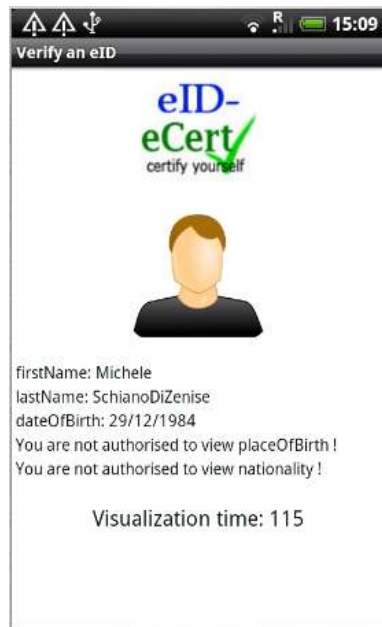 R 15:09
Verify an eID
eID-
eCert
certify yourself
firstName: Michele
lastName: SchianoDiZenise
dateOfBirth: 29/12/1984
You are not authorised to view placeOfBirth !
You are not authorised to view nationality !
Visualization time: 115